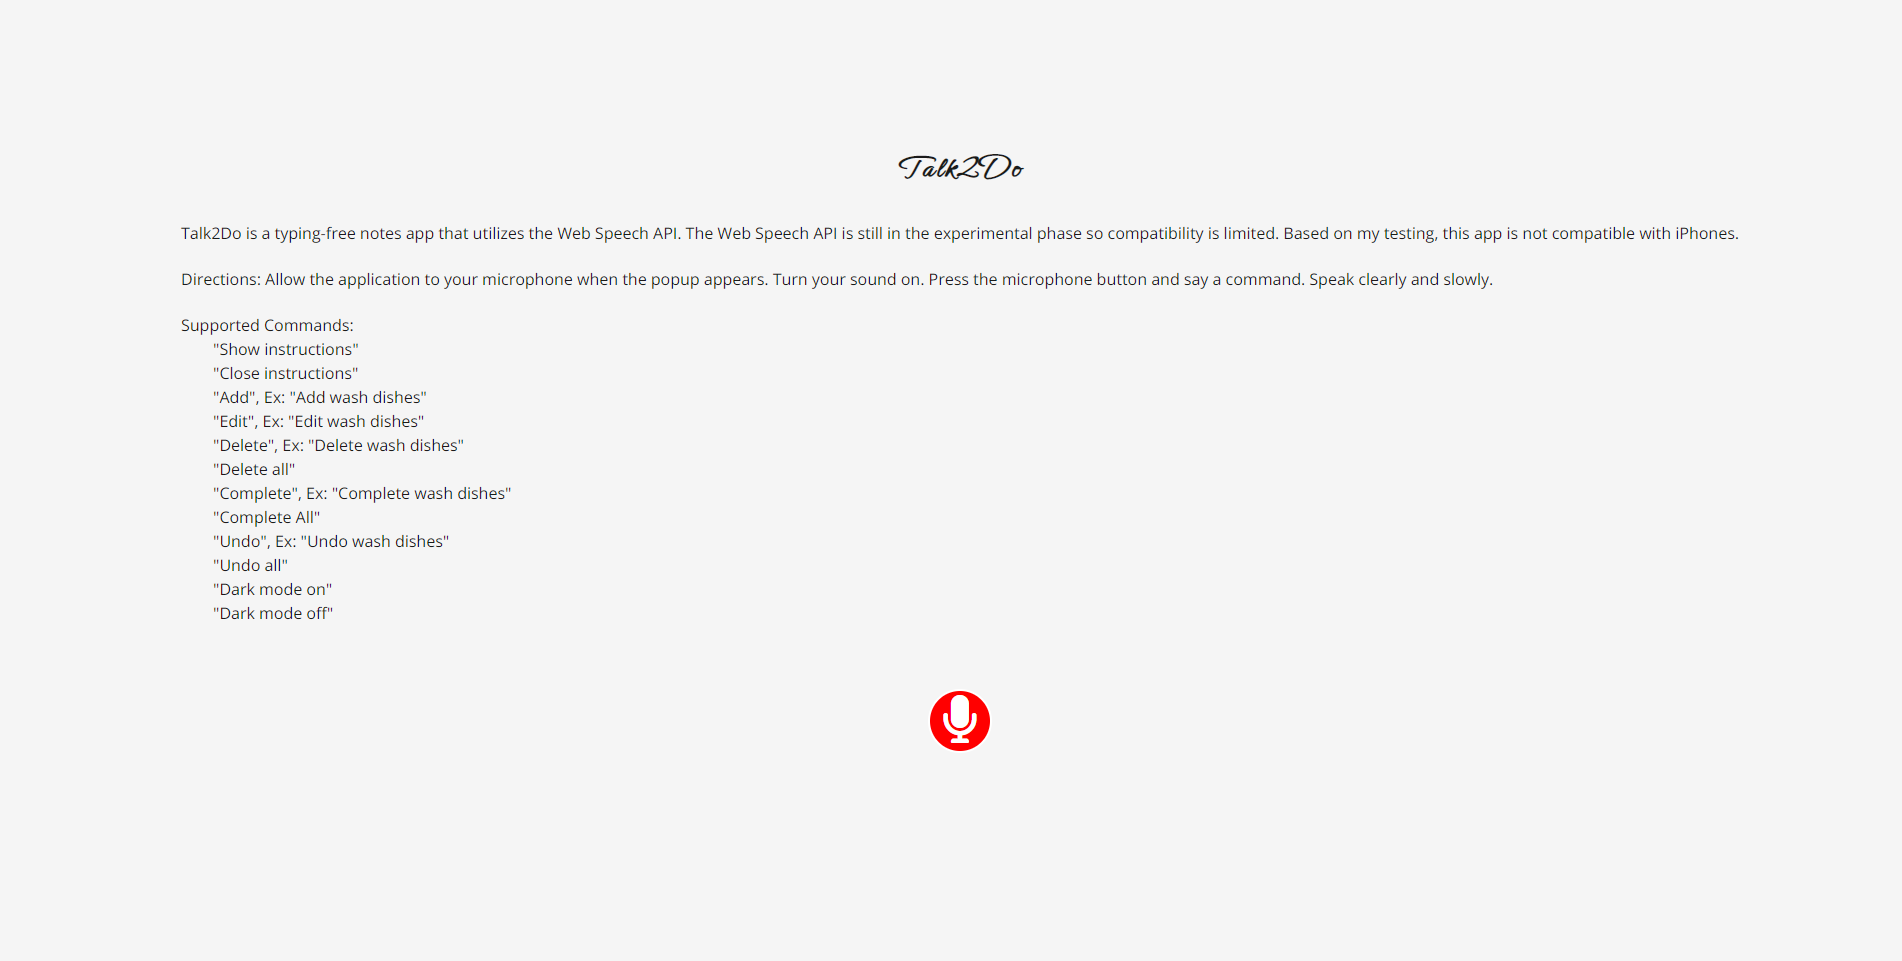 Talk2Do
Talk2Do is a typing-free notes app that utilizes the Web Speech API. The Web Speech API is still in the experimental phase so compatibility is limited. Based on my testing, this app is not compatible with iPhones.
Directions: Allow the application to your microphone when the popup appears. Turn your sound on. Press the microphone button and say a command. Speak clearly and slowly.
Supported Commands:
"Show instructions"
"Close instructions"
"Add", Ex: "Add wash dishes"
"Edit", Ex: "Edit wash dishes"
"Delete", Ex: "Delete wash dishes"
"Delete all"
"Complete", Ex: "Complete wash dishes"
"Complete All"
"Undo", Ex: "Undo wash dishes"
"Undo all"
"Dark mode on"
"Dark mode off"